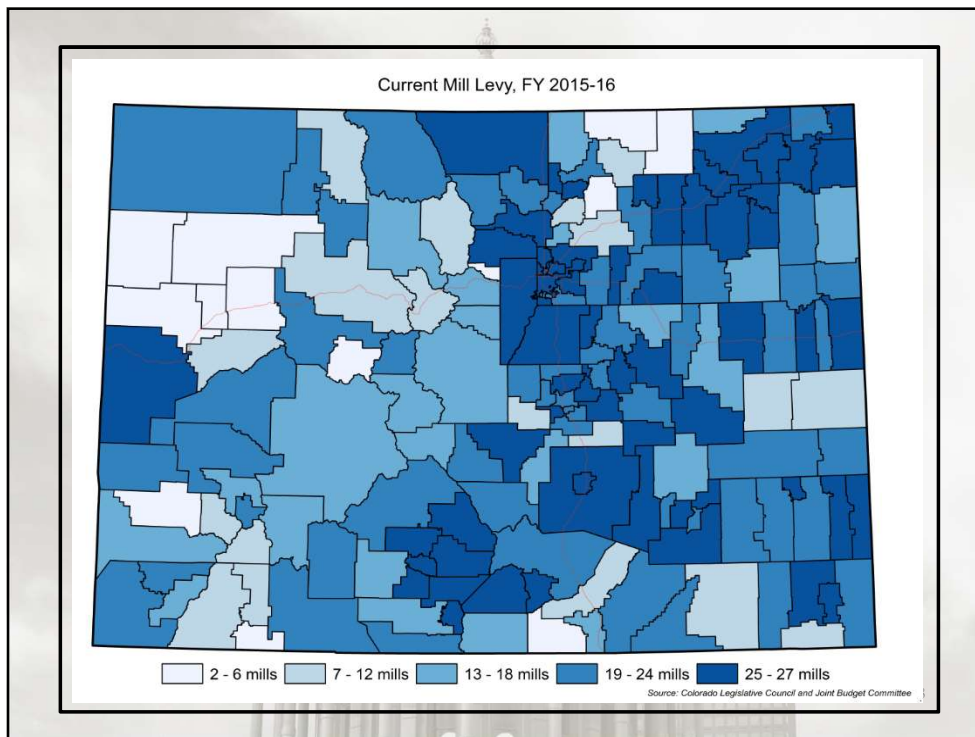 Current Mill Levy, FY 2015-16
2 - 6 mills 7 - 12 mills 13 - 18 mills 19 - 24 mills 25 - 27 mills
Source: Colorado Legislative Council and Joint Budget Committee